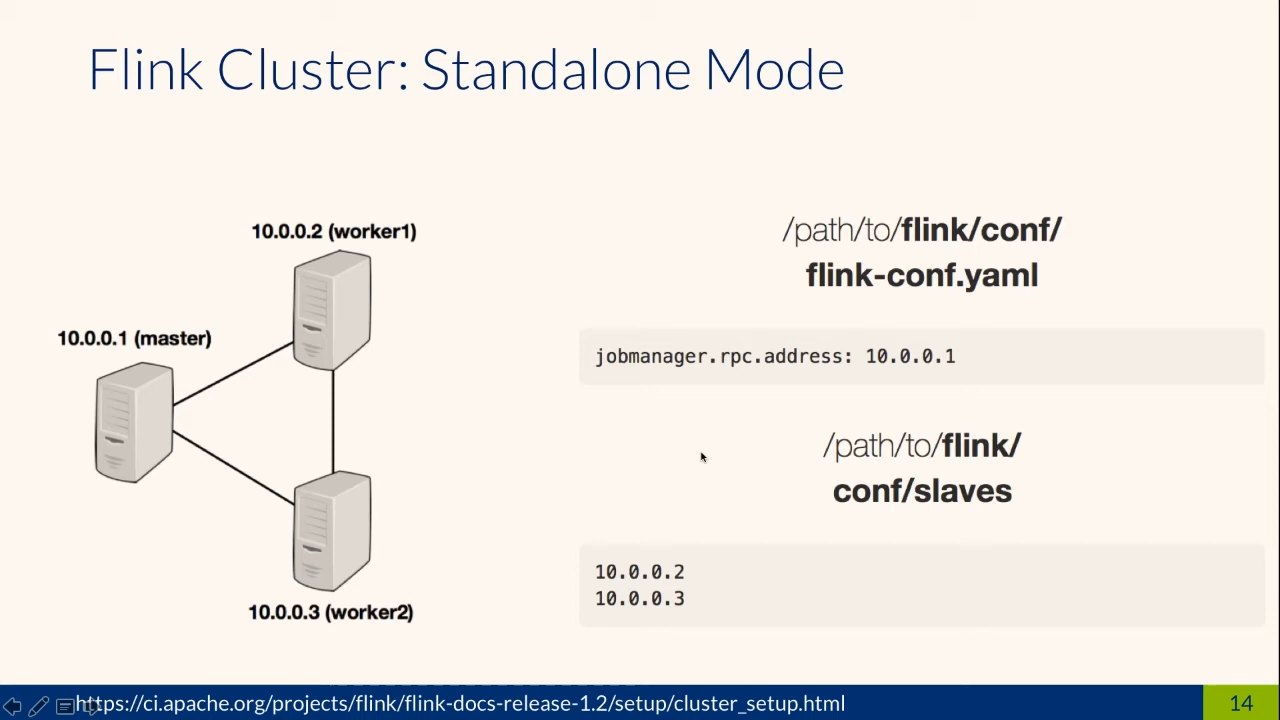 Flink Cluster: Standalone Mode
10.0.0.2 (worker1)
10.0.0.1 (master)
10.0.0.3 (worker2)
/path/to/flink/conf/
flink-conf.yaml
jobmanager.rpc.address: 10.0.0.1
/path/to/flink/
conf/slaves
10.0.0.2
10.0.0.3
https://ci.apache.org/projects/flink/flink-docs-release-1.2/setup/cluster_setup.html
14